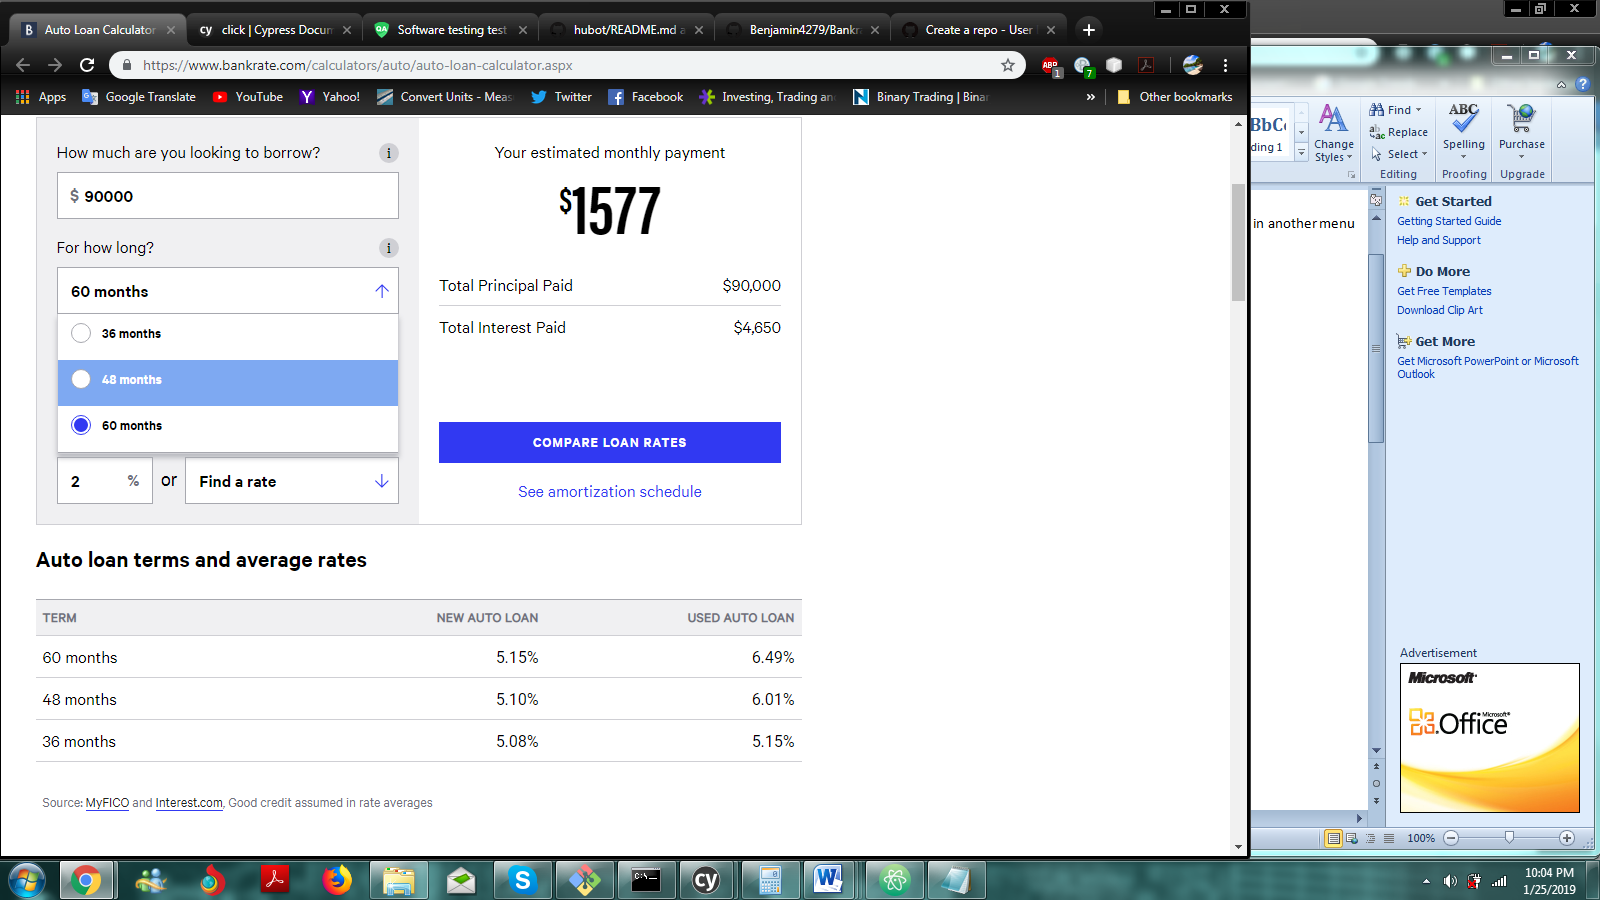 Auto Loan Calculator
click | Cypress Docum
Software testing test
hubot/README.md a
Benjamin4279/Bankra
Create a repo - User
https://www.bankrate.com/calculators/auto/auto-loan-calculator.aspx
ABP
1
7
Apps
Google Translate
YouTube
Yahoo!
Convert Units - Meas
Twitter
Facebook
Investing, Trading an
Binary Trading | Binar
»
Other bookmarks
How much are you looking to borrow?
i
$ 90000
For how long?
i
60 months
36 months
48 months
60 months
2 %
or
Find a rate
Your estimated monthly payment
$1577
Total Principal Paid $90,000
Total Interest Paid $4,650
COMPARE LOAN RATES
See amortization schedule
Auto loan terms and average rates
TERM NEW AUTO LOAN USED AUTO LOAN
60 months 5.15% 6.49%
48 months 5.10% 6.01%
36 months 5.08% 5.15%
Source: MyFICO and Interest.com, Good credit assumed in rate averages
ding 1
Change
Styles
Find
Replace
Select
Editing
ABC
Spelling
Proofing
Purchase
Upgrade
in another menu
Get Started
Getting Started Guide
Help and Support
Do More
Get Free Templates
Download Clip Art
Get More
Get Microsoft PowerPoint or Microsoft
Outlook
Advertisement
Microsoft
Microsoft
Office
100%
10:04 PM
1/25/2019